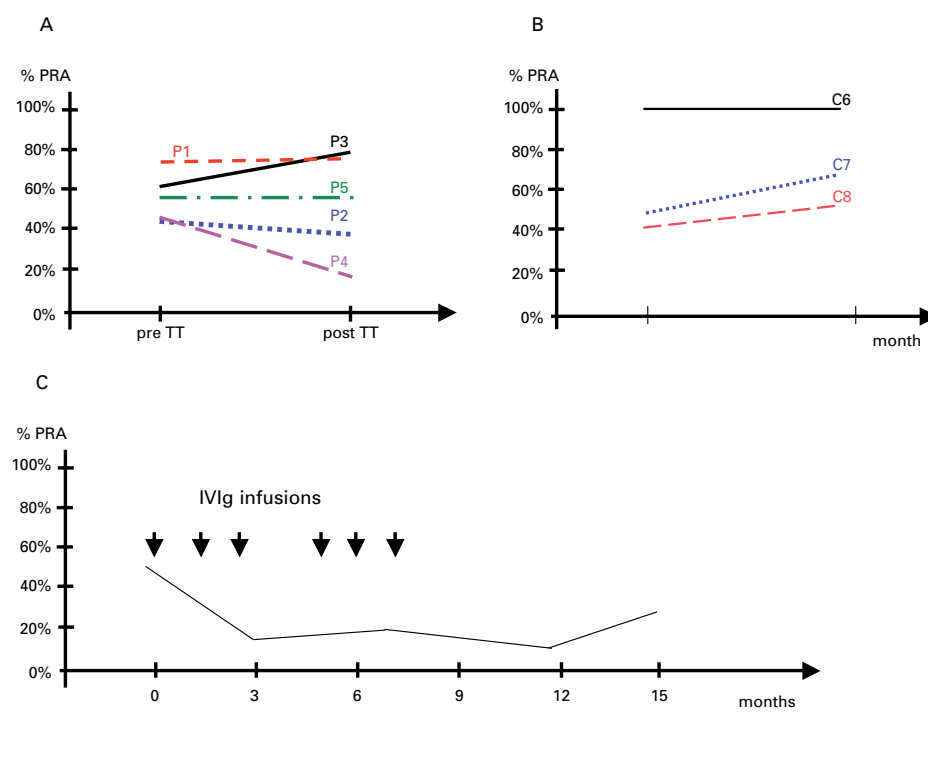 A
% PRA
100%
80%
60%
40%
20%
0%
P1
P3
P5
P2
P4
pre TT
post TT
B
% PRA
100%
80%
60%
40%
20%
0%
C6
C7
C8
month
C
% PRA
100%
80%
60%
40%
20%
0%
IVIg infusions
0 3 6 9 12 15
months